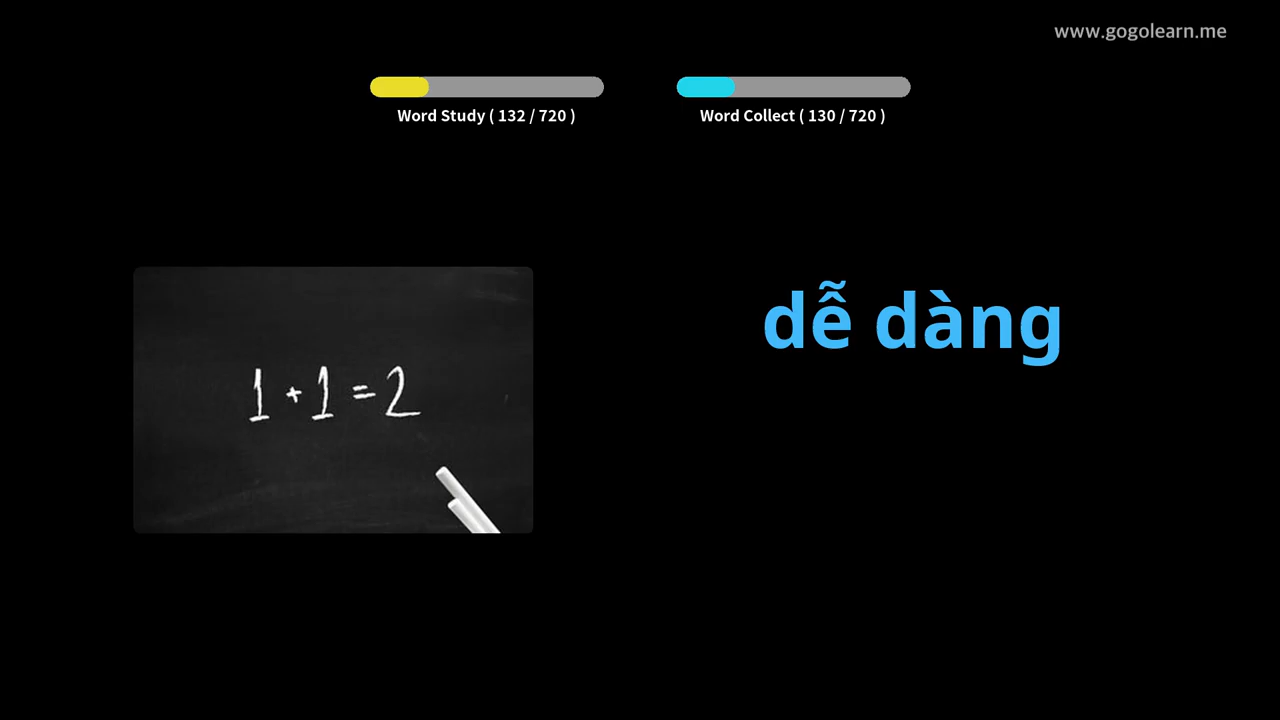 www.gogolearn.me
Word Study ( 132 / 720 )
Word Collect ( 130 / 720 )
dễ dàng
1 + 1 = 2